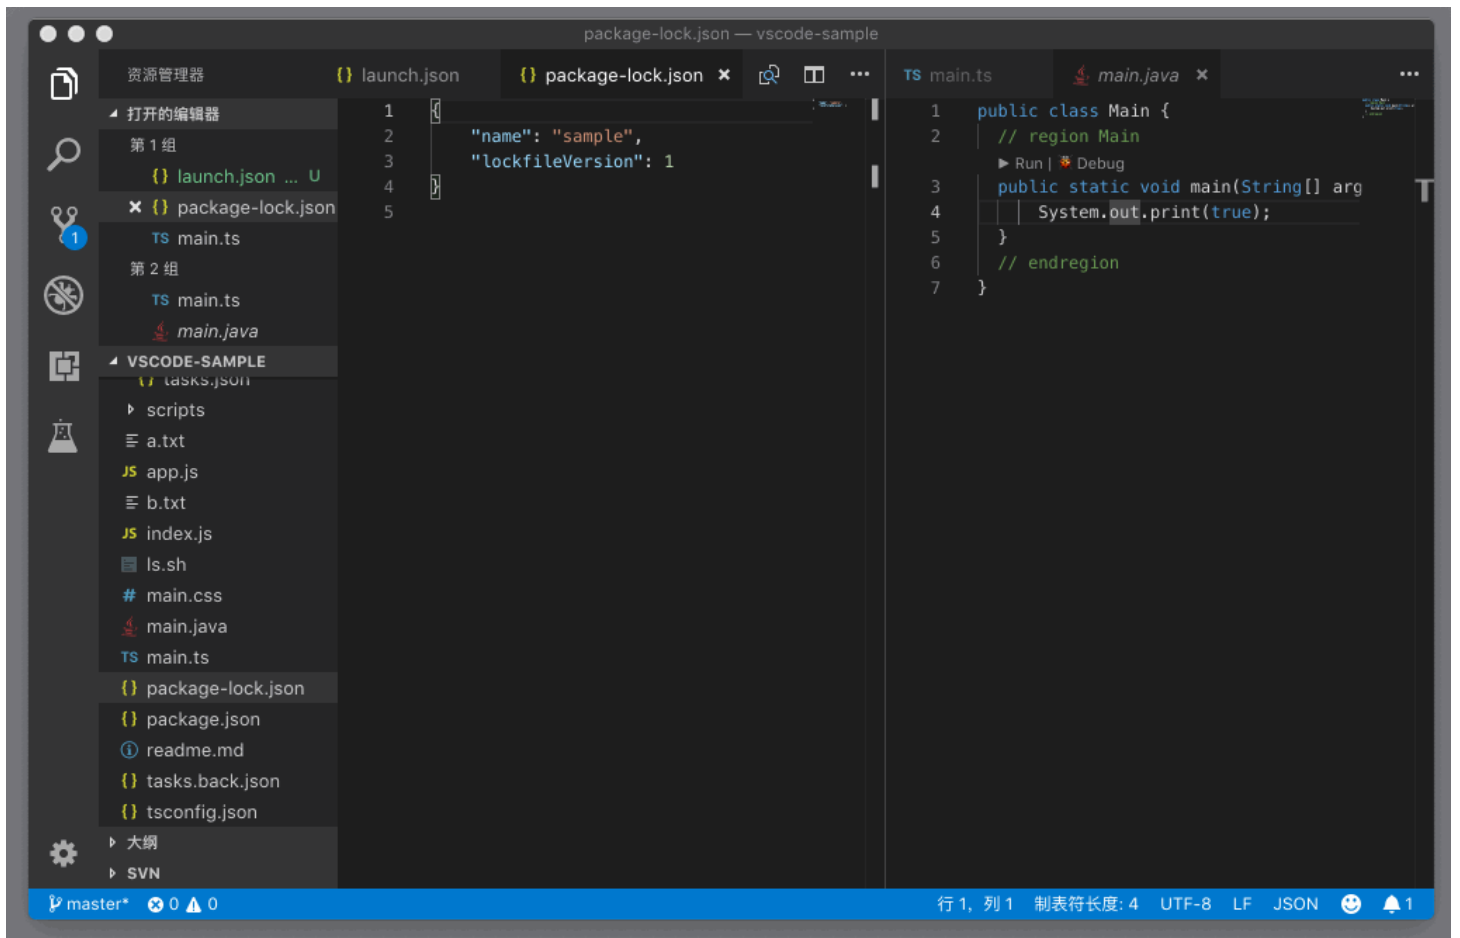 package-lock.json — vscode-sample
资源管理器
打开的编辑器
第 1 组
{} launch.json ... U
{} package-lock.json
TS main.ts
第 2 组
TS main.ts
main.java
VSCODE-SAMPLE
{} tasks.json
scripts
a.txt
JS app.js
b.txt
JS index.js
ls.sh
# main.css
main.java
TS main.ts
{} package-lock.json
{} package.json
readme.md
{} tasks.back.json
{} tsconfig.json
大纲
SVN
1
{} launch.json
{} package-lock.json ×
1 {
2 "name": "sample",
3 "lockfileVersion": 1
4 }
5
TS main.ts
main.java ×
1 public class Main {
2 // region Main
Run | Debug
3 public static void main(String[] arg
4 System.out.print(true);
5 }
6 // endregion
7 }
master* 0 0
行 1，列 1 制表符长度: 4 UTF-8 LF JSON 1